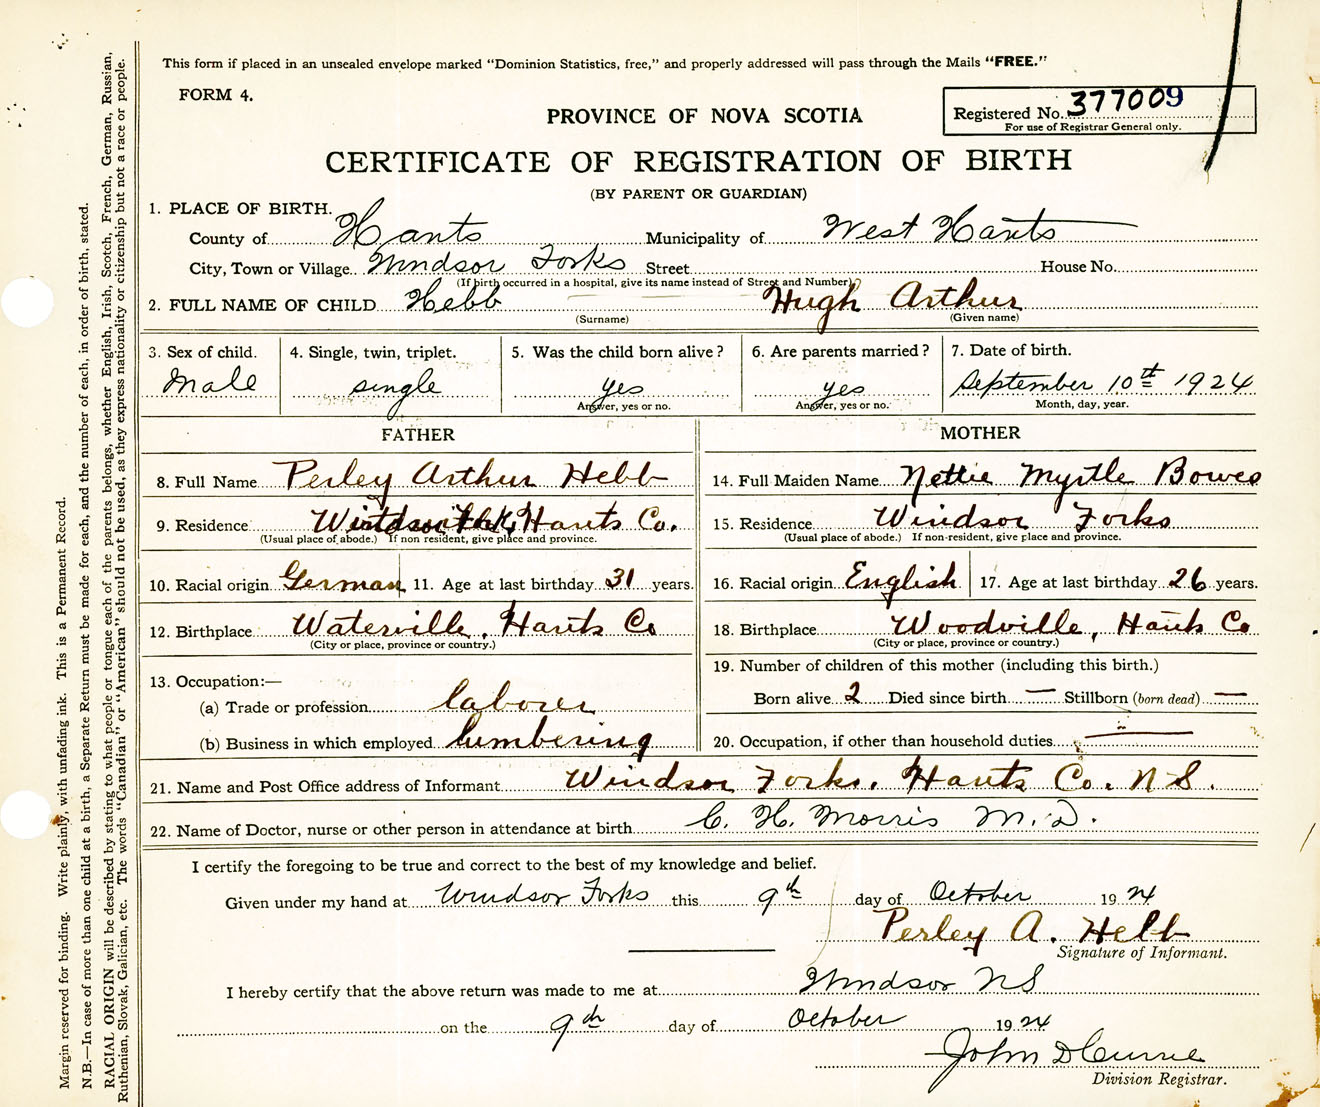 This form if placed in an unsealed envelope marked "Dominion Statistics, free," and properly addressed will pass through the Mails "FREE."
FORM 4.
PROVINCE OF NOVA SCOTIA
Registered No. 377009
For use of Registrar General only.
CERTIFICATE OF REGISTRATION OF BIRTH
(BY PARENT OR GUARDIAN)
1. PLACE OF BIRTH.
County of Hants Municipality of West Hants
City, Town or Village Windsor Forks Street House No.
(If birth occurred in a hospital, give its name instead of Street and Number)
2. FULL NAME OF CHILD Hebb Hugh Arthur
(Surname) (Given name)
3. Sex of child. 4. Single, twin, triplet. 5. Was the child born alive? 6. Are parents married? 7. Date of birth.
Male single yes yes September 10th 1924
Answer, yes or no. Answer, yes or no. Month, day, year.
FATHER MOTHER
8. Full Name Perley Arthur Hebb 14. Full Maiden Name Nettie Myrtle Bowes
9. Residence Windsor Forks, Hants Co. 15. Residence Windsor Forks
(Usual place of abode.) If non resident, give place and province. (Usual place of abode.) If non-resident, give place and province.
10. Racial origin German 11. Age at last birthday 31 years. 16. Racial origin English 17. Age at last birthday 26 years.
12. Birthplace Waterville, Hants Co 18. Birthplace Woodville, Hants Co
(City or place, province or country.) (City or place, province or country.)
13. Occupation:— 19. Number of children of this mother (including this birth.)
(a) Trade or profession laborer Born alive 2 Died since birth — Stillborn (born dead) —
(b) Business in which employed lumbering 20. Occupation, if other than household duties —
21. Name and Post Office address of Informant Windsor Forks, Hants Co. N S.
22. Name of Doctor, nurse or other person in attendance at birth C. H. Morris M.D.
I certify the foregoing to be true and correct to the best of my knowledge and belief.
Given under my hand at Windsor Forks this 9th day of October 1924
Perley A. Hebb
Signature of Informant.
I hereby certify that the above return was made to me at Windsor NS
on the 9th day of October 1924
John D Currie
Division Registrar.
Margin reserved for binding. Write plainly, with unfading ink. This is a Permanent Record.
N.B.—In case of more than one child at a birth, a Separate Return must be made for each, and the number of each, in order of birth, stated.
RACIAL ORIGIN will be described by stating to what people or tongue each of the parents belongs, whether English, Irish, Scotch, French, German, Russian,
Ruthenian, Slovak, Galician, etc. The words "Canadian" or "American" should not be used, as they express nationality or citizenship but not a race or people.